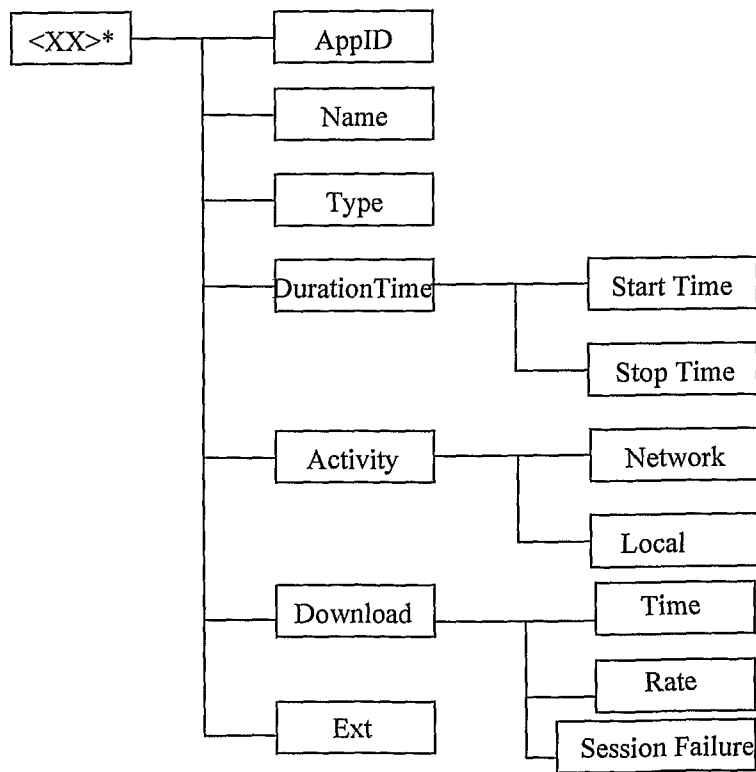 <XX>*
AppID
Name
Type
DurationTime
Start Time
Stop Time
Activity
Network
Local
Download
Time
Rate
Session Failure
Ext